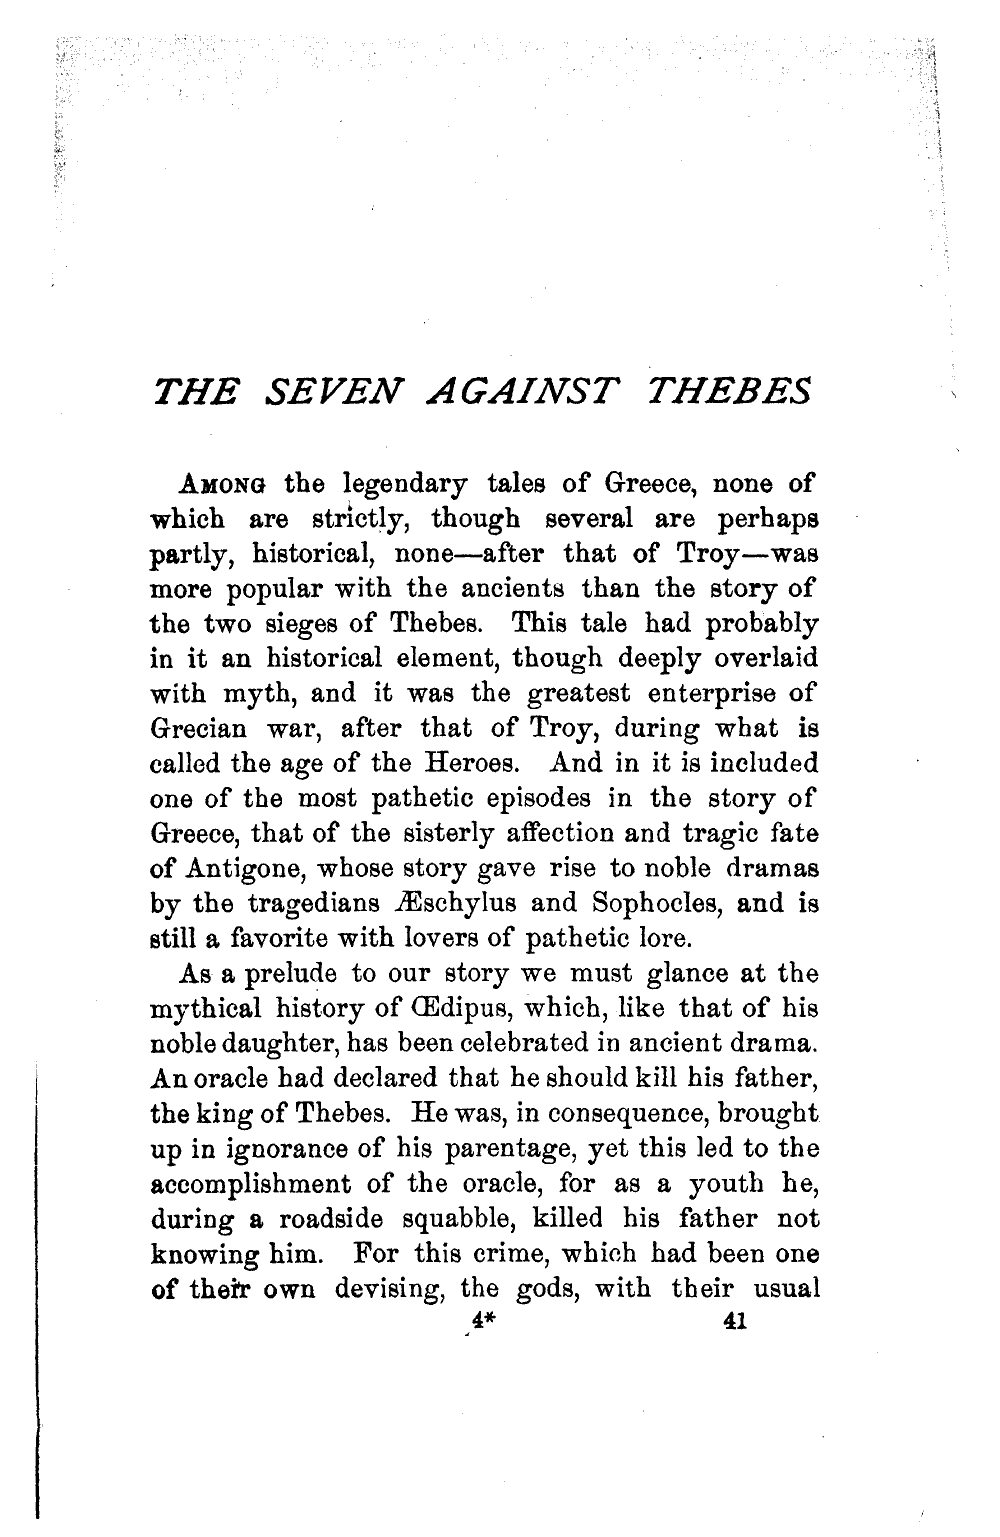 THE SEVEN AGAINST THEBES
AMONG the legendary tales of Greece, none of
which are strictly, though several are perhaps
partly, historical, none—after that of Troy—was
more popular with the ancients than the story of
the two sieges of Thebes. This tale had probably
in it an historical element, though deeply overlaid
with myth, and it was the greatest enterprise of
Grecian war, after that of Troy, during what is
called the age of the Heroes. And in it is included
one of the most pathetic episodes in the story of
Greece, that of the sisterly affection and tragic fate
of Antigone, whose story gave rise to noble dramas
by the tragedians Æschylus and Sophocles, and is
still a favorite with lovers of pathetic lore.
As a prelude to our story we must glance at the
mythical history of Œdipus, which, like that of his
noble daughter, has been celebrated in ancient drama.
An oracle had declared that he should kill his father,
the king of Thebes. He was, in consequence, brought
up in ignorance of his parentage, yet this led to the
accomplishment of the oracle, for as a youth he,
during a roadside squabble, killed his father not
knowing him. For this crime, which had been one
of their own devising, the gods, with their usual
4* 41